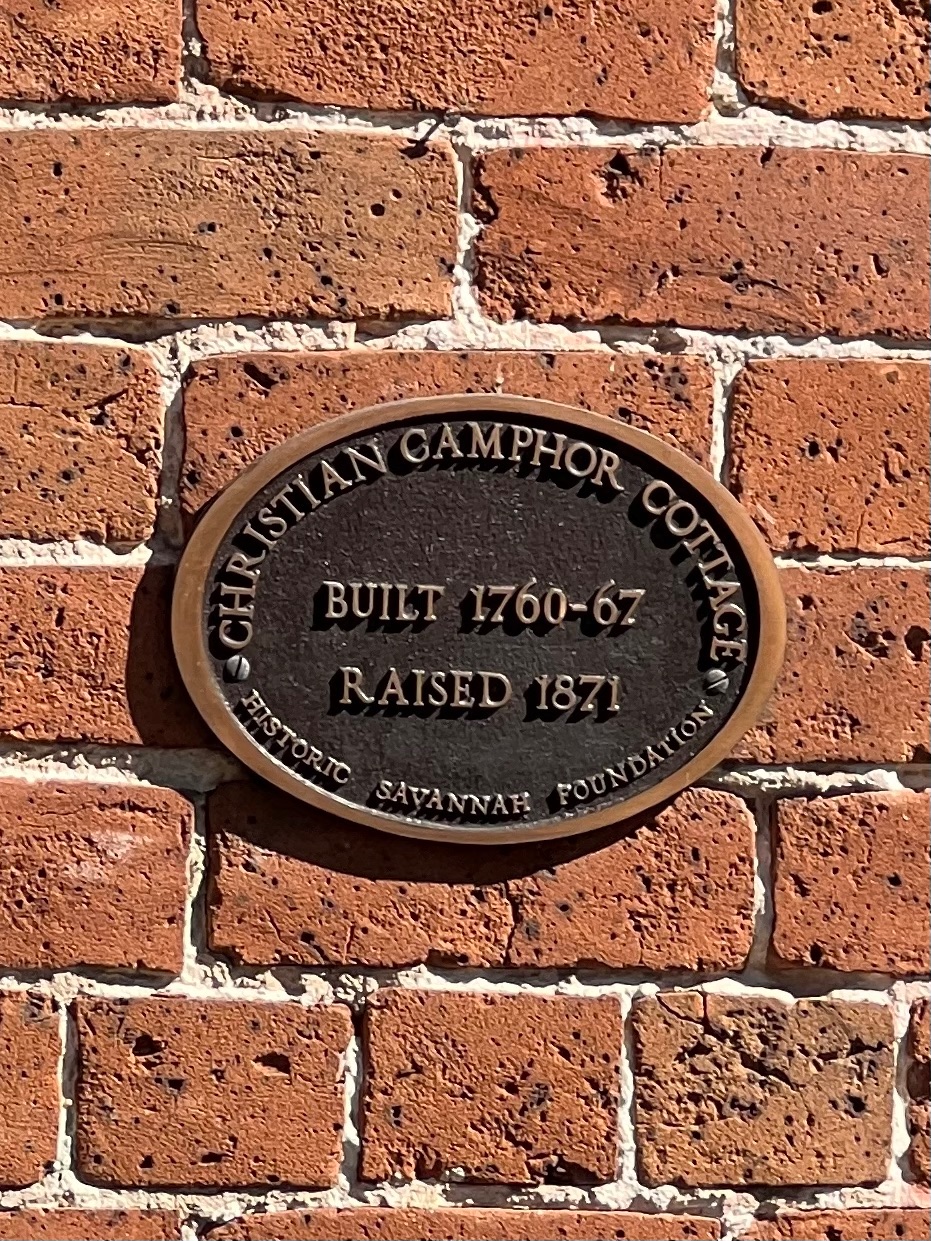 CHRISTIAN CAMPHOR COTTAGE
BUILT 1760-67
RAISED 1871
HISTORIC SAVANNAH FOUNDATION